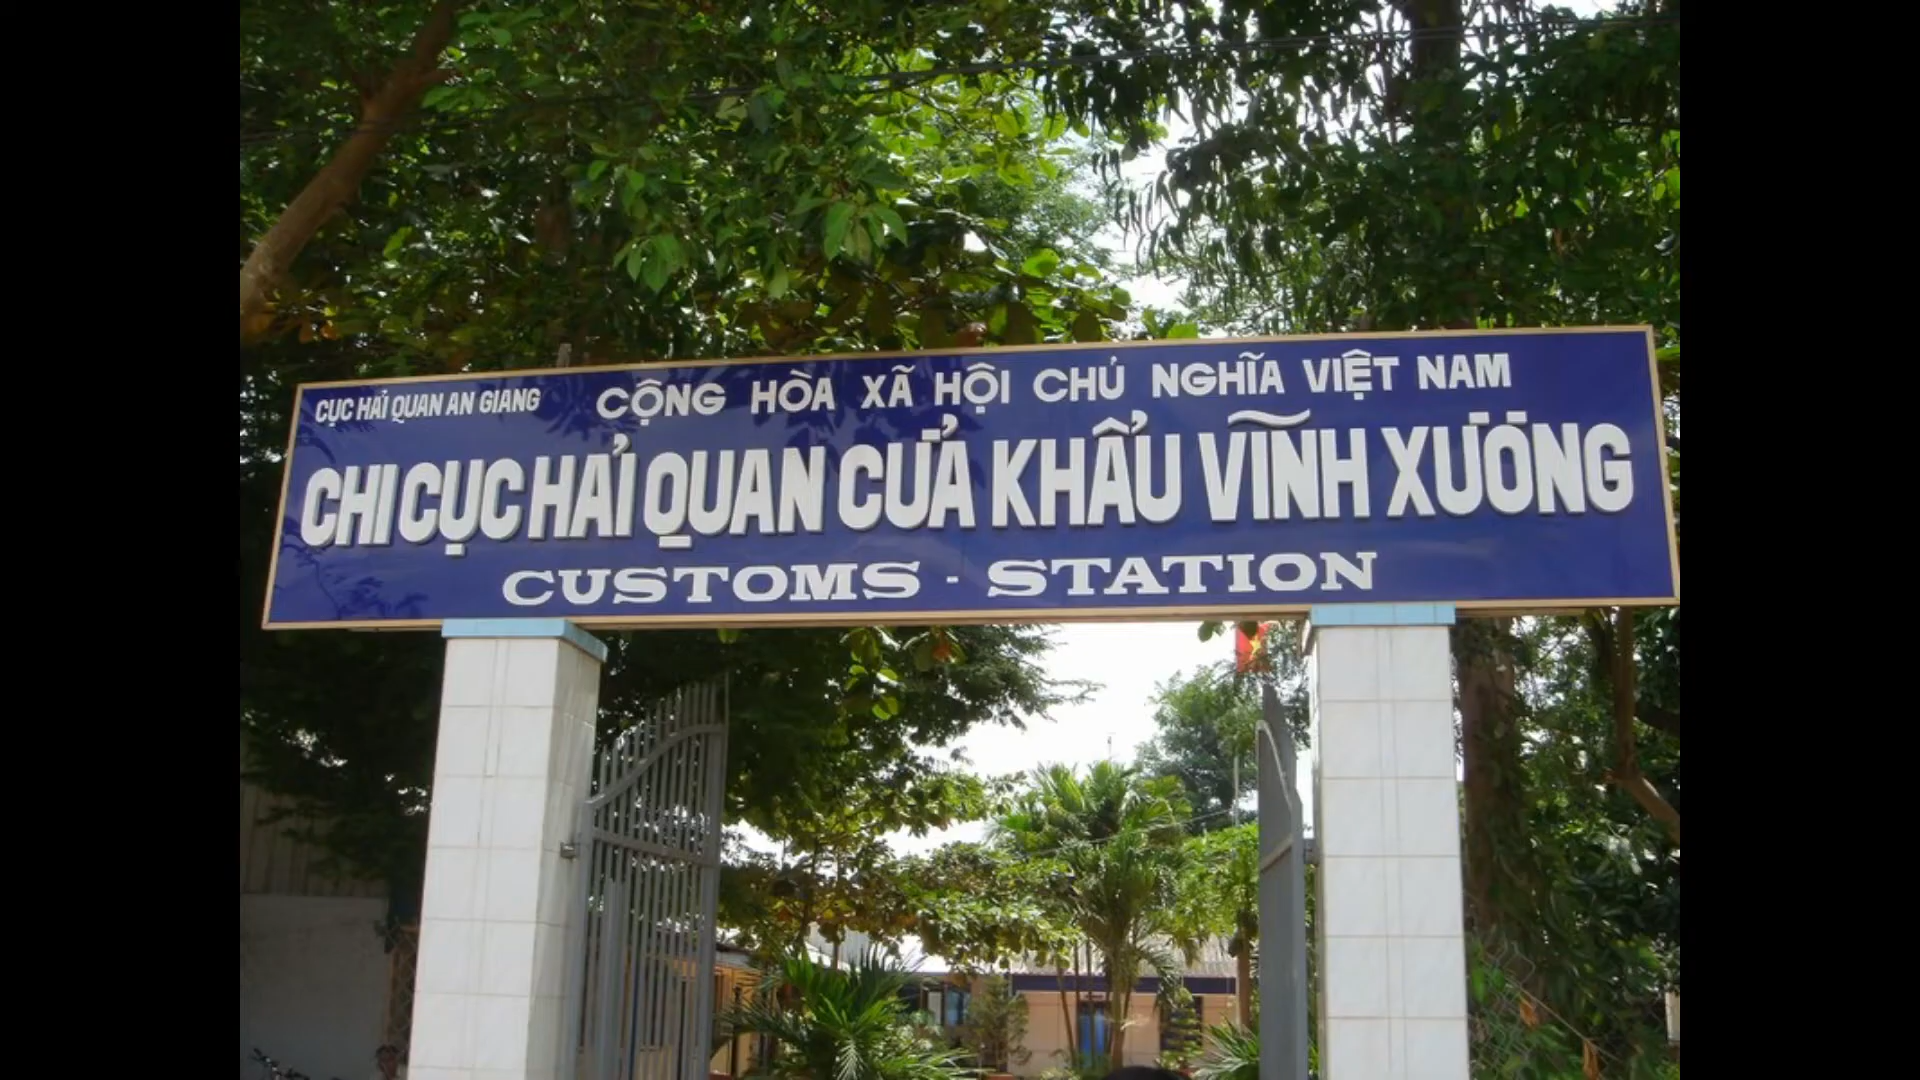 CỤC HẢI QUAN AN GIANG
CỘNG HÒA XÃ HỘI CHỦ NGHĨA VIỆT NAM
CHI CỤC HẢI QUAN CỬA KHẨU VĨNH XƯƠNG
CUSTOMS - STATION